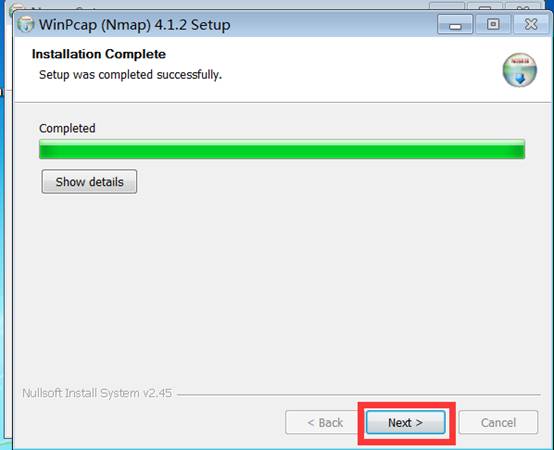 WinPcap (Nmap) 4.1.2 Setup
Installation Complete
Setup was completed successfully.
Completed
Show details
Nullsoft Install System v2.45
< Back
Next >
Cancel